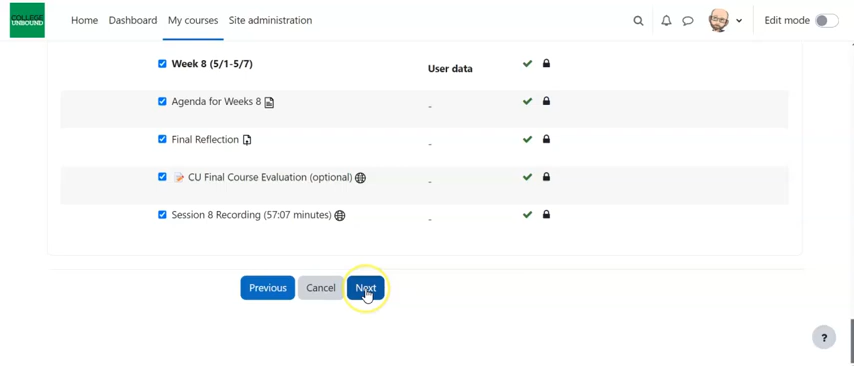 COLLEGE
UNBOUND
Home Dashboard My courses Site administration Edit mode
Week 8 (5/1-5/7) User data
Agenda for Weeks 8 -
Final Reflection -
CU Final Course Evaluation (optional) -
Session 8 Recording (57:07 minutes) -
Previous Cancel Next
?